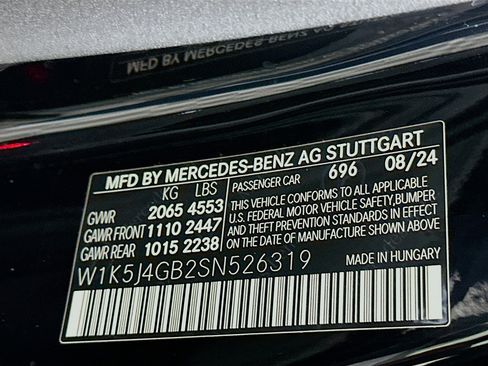 MFD BY MERCEDES-BENZ AG STUTTGART
KG LBS PASSENGER CAR 696 08/24
GVWR 2065 4553
GAWR FRONT 1110 2447
GAWR REAR 1015 2238
THIS VEHICLE CONFORMS TO ALL APPLICABLE
U.S. FEDERAL MOTOR VEHICLE SAFETY,BUMPER
AND THEFT PREVENTION STANDARDS IN EFFECT
ON THE DATE OF MANUFACTURE SHOWN ABOVE
W1K5J4GB2SN526319 MADE IN HUNGARY